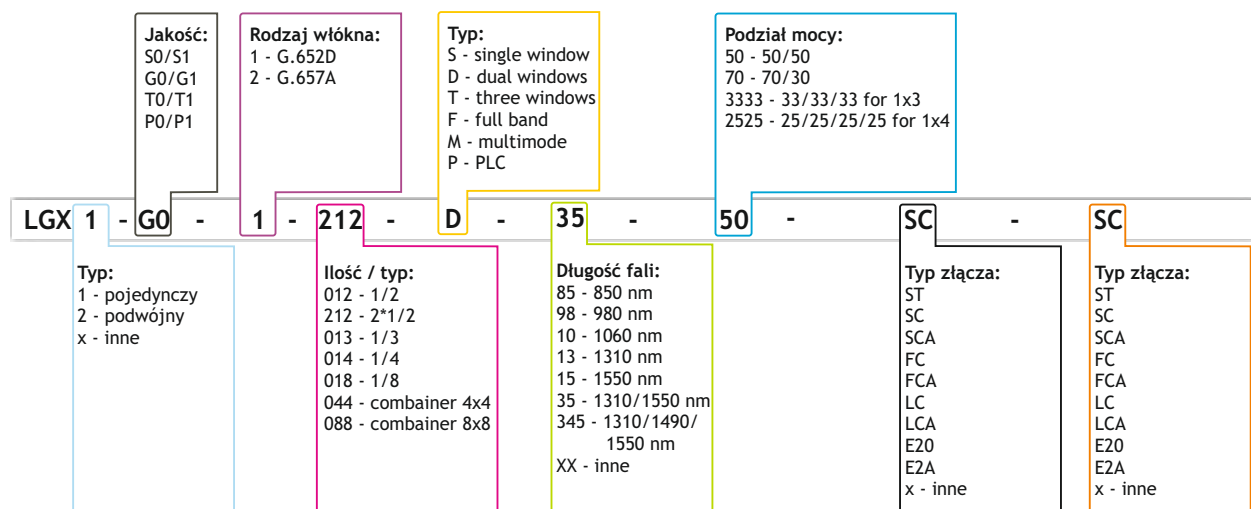 Jakość:
S0/S1
G0/G1
T0/T1
P0/P1
Rodzaj włókna:
1 - G.652D
2 - G.657A
Typ:
S - single window
D - dual windows
T - three windows
F - full band
M - multimode
P - PLC
Podział mocy:
50 - 50/50
70 - 70/30
3333 - 33/33/33 for 1x3
2525 - 25/25/25/25 for 1x4
LGX 1 - G0 - 1 - 212 - D - 35 - 50 - SC - SC
Typ:
1 - pojedynczy
2 - podwójny
x - inne
Ilość / typ:
012 - 1/2
212 - 2*1/2
013 - 1/3
014 - 1/4
018 - 1/8
044 - combainer 4x4
088 - combainer 8x8
Długość fali:
85 - 850 nm
98 - 980 nm
10 - 1060 nm
13 - 1310 nm
15 - 1550 nm
35 - 1310/1550 nm
345 - 1310/1490/
1550 nm
XX - inne
Typ złącza:
ST
SC
SCA
FC
FCA
LC
LCA
E20
E2A
x - inne
Typ złącza:
ST
SC
SCA
FC
FCA
LC
LCA
E20
E2A
x - inne